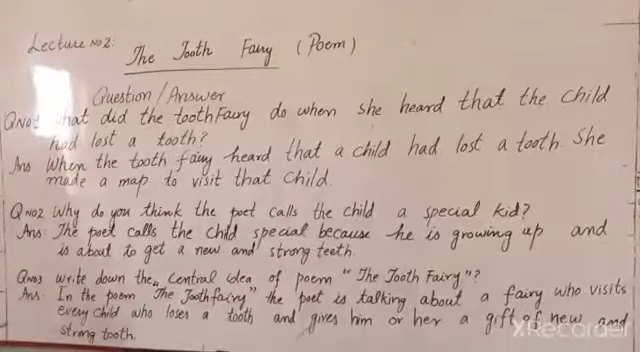 Lecture No 2: The Tooth Fairy (Poem)
Question/Answer
QNo1 What did the toothFairy do when she heard that the child
had lost a tooth?
Ans When the tooth fairy heard that a child had lost a tooth. She
made a map to visit that child.
QNo2 Why do you think the poet calls the child a special kid?
Ans: The poet calls the child special because he is growing up and
is about to get a new and strong teeth.
QNo3 write down the central idea of poem "The Tooth Fairy"?
Ans: In the poem "The Toothfairy" the poet is talking about a fairy who visits
every child who loses a tooth and gives him or her a gift of new and
strong tooth.
XRecorder